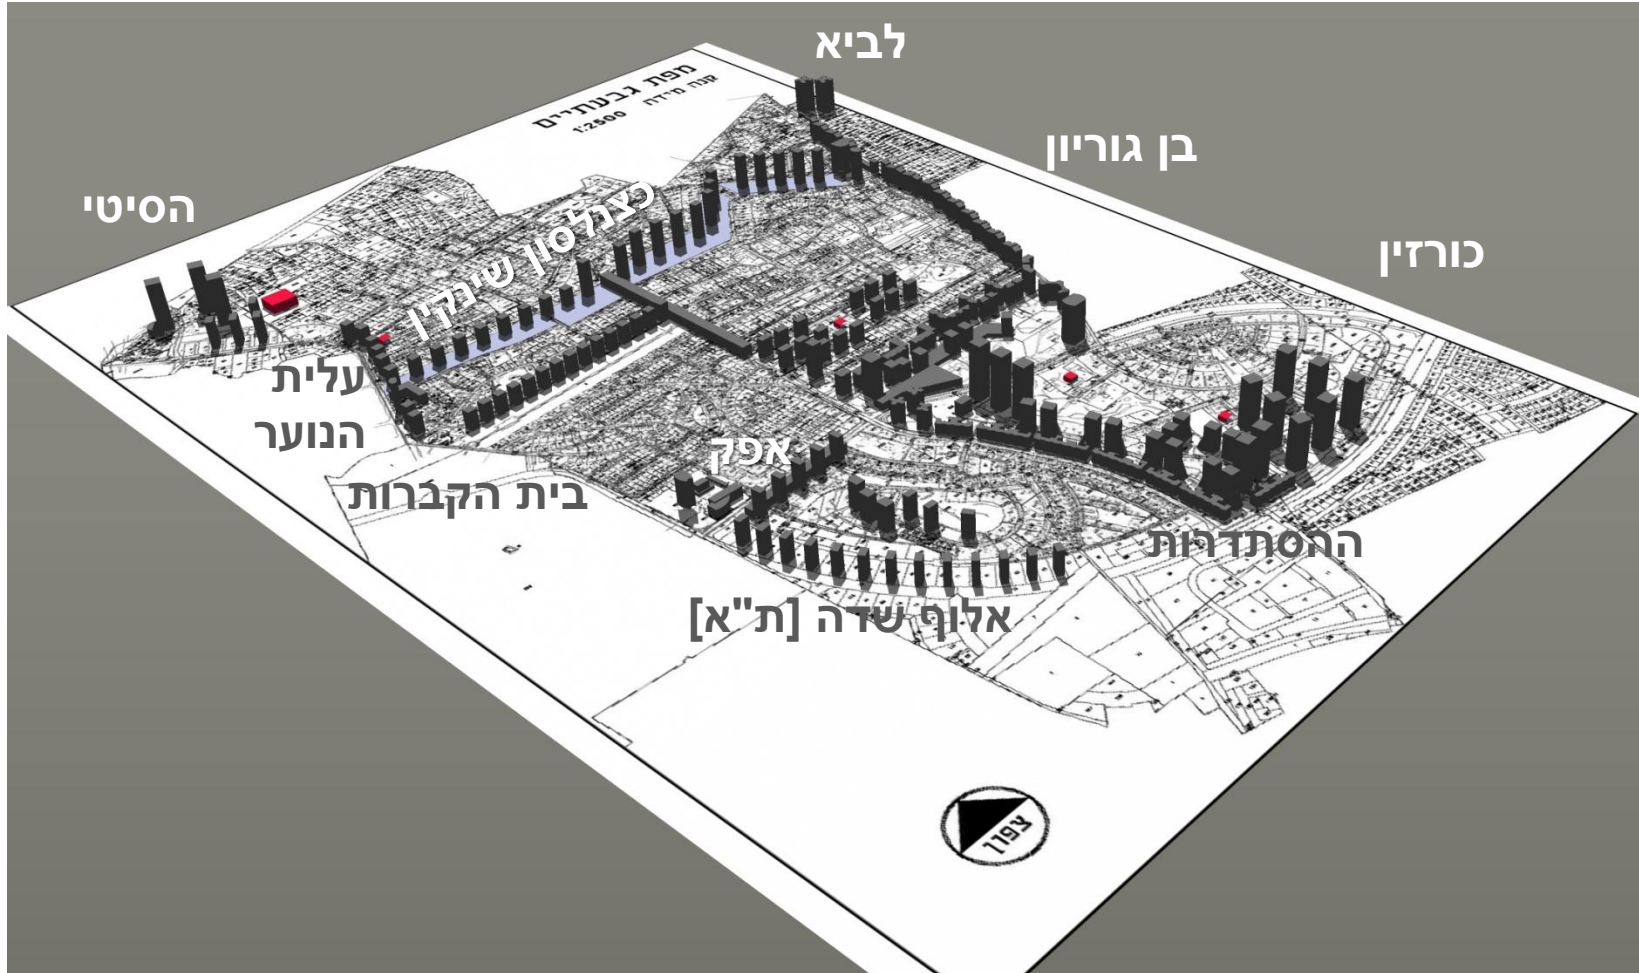 לביא
מפת גבעתיים
קנה מידה 1:2500
בן גוריון
הסיטי
כצנלסון שינקין
כורזין
עלית
הנוער
אפק
בית הקברות
ההסתדרות
אלוף שדה [ת"א]
צפון